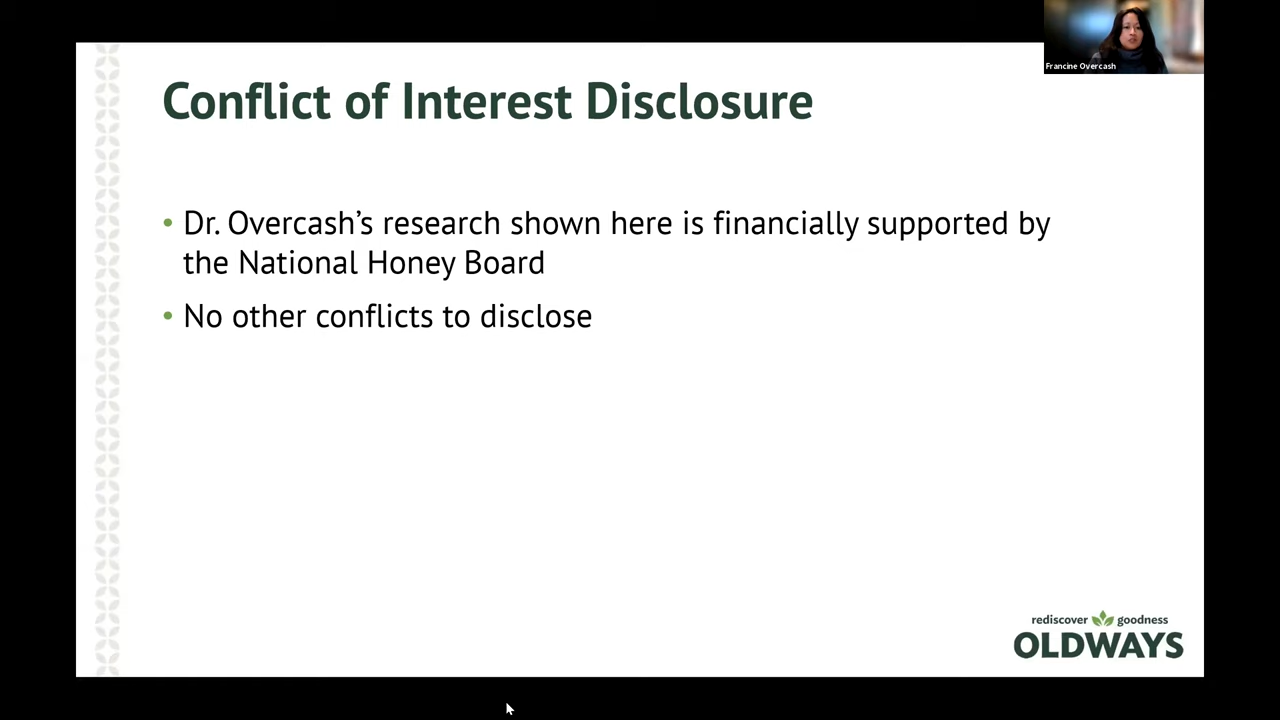 Francine Overcash
Conflict of Interest Disclosure
• Dr. Overcash’s research shown here is financially supported by
the National Honey Board
• No other conflicts to disclose
rediscover goodness
OLDWAYS